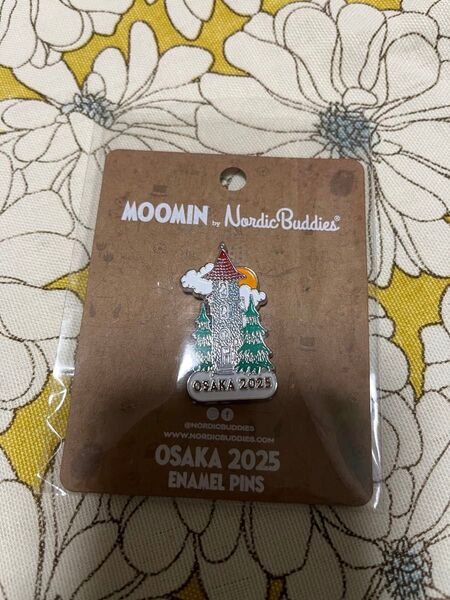 MOOMIN by NordicBuddies®
OSAKA 2025
@NORDICBUDDIES
WWW.NORDICBUDDIES.COM
OSAKA 2025
ENAMEL PINS